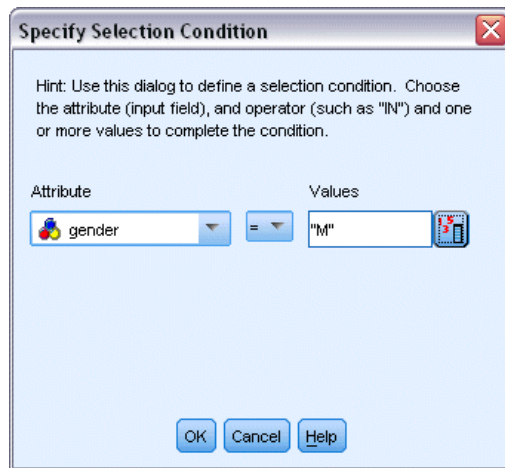 Specify Selection Condition
Hint: Use this dialog to define a selection condition. Choose
the attribute (input field), and operator (such as "IN") and one
or more values to complete the condition.
Attribute Values
gender = "M"
OK Cancel Help